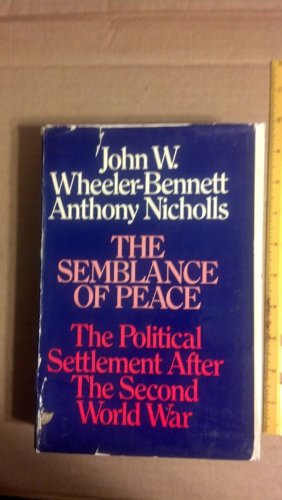 John W.
Wheeler-Bennett
Anthony Nicholls
THE
SEMBLANCE
OF PEACE
The Political
Settlement After
The Second
World War